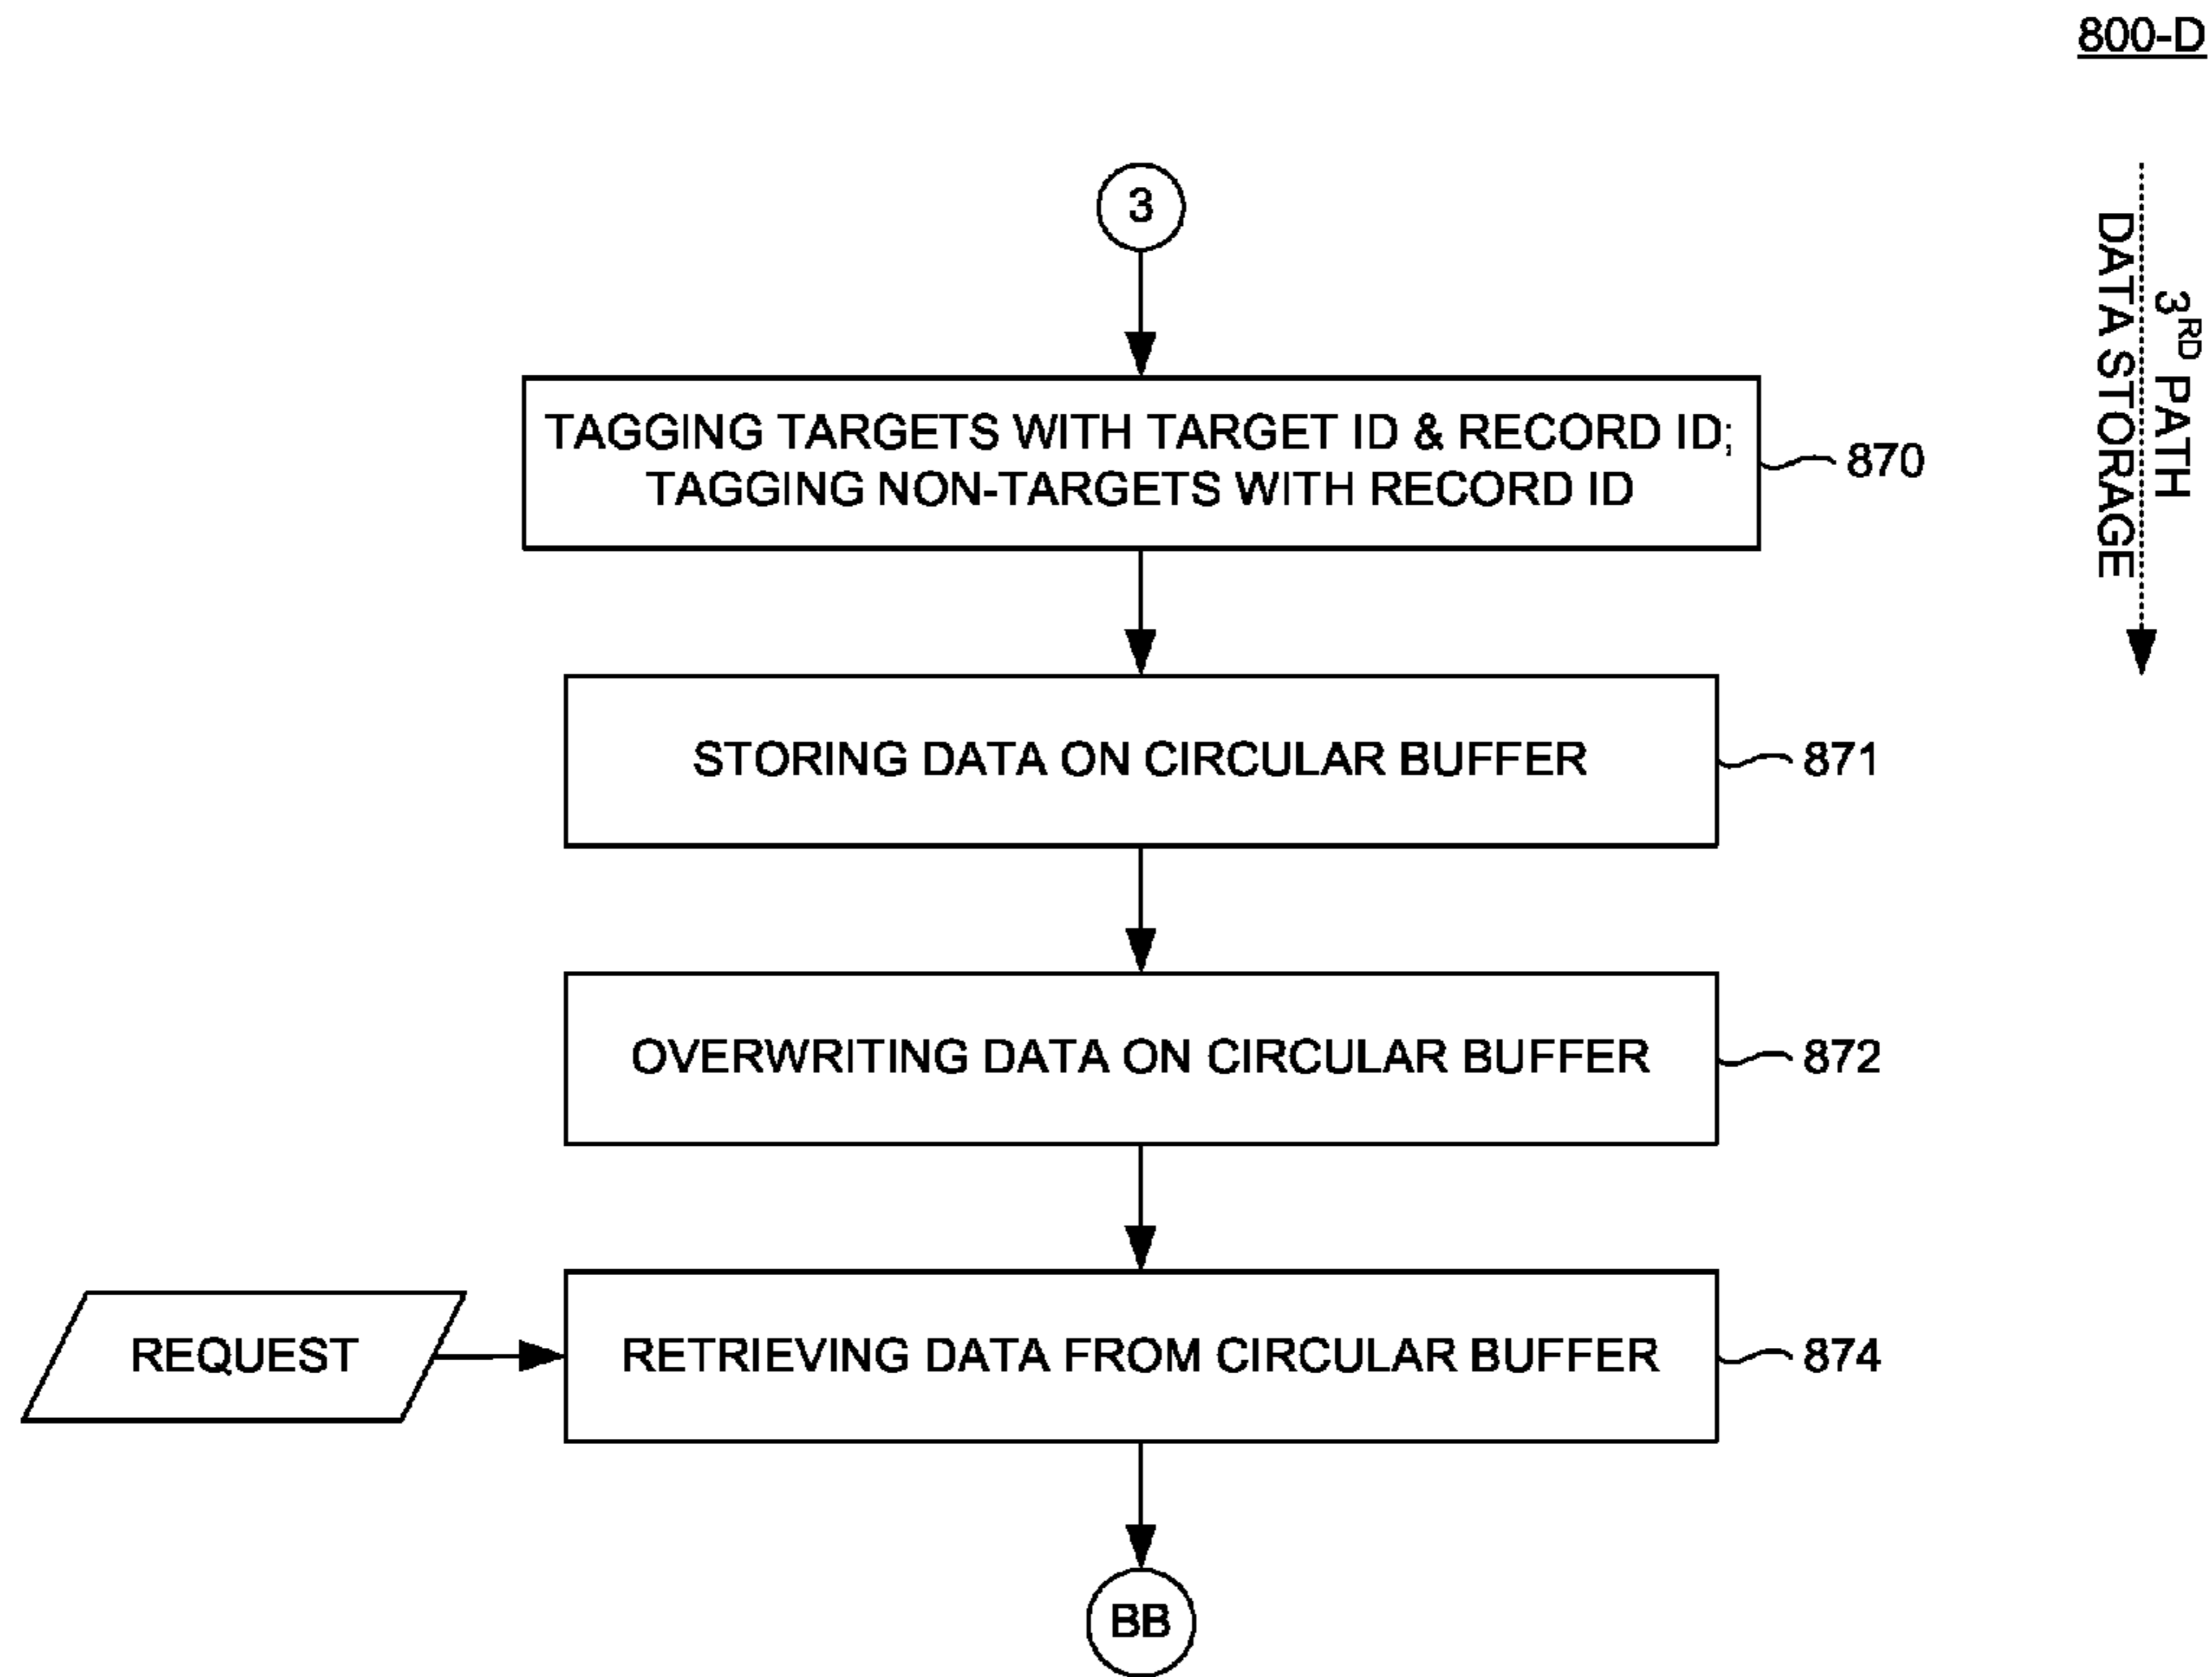 800-D
3
3RD PATH
DATA STORAGE
TAGGING TARGETS WITH TARGET ID & RECORD ID;
TAGGING NON-TARGETS WITH RECORD ID
870
STORING DATA ON CIRCULAR BUFFER
871
OVERWRITING DATA ON CIRCULAR BUFFER
872
REQUEST
RETRIEVING DATA FROM CIRCULAR BUFFER
874
BB